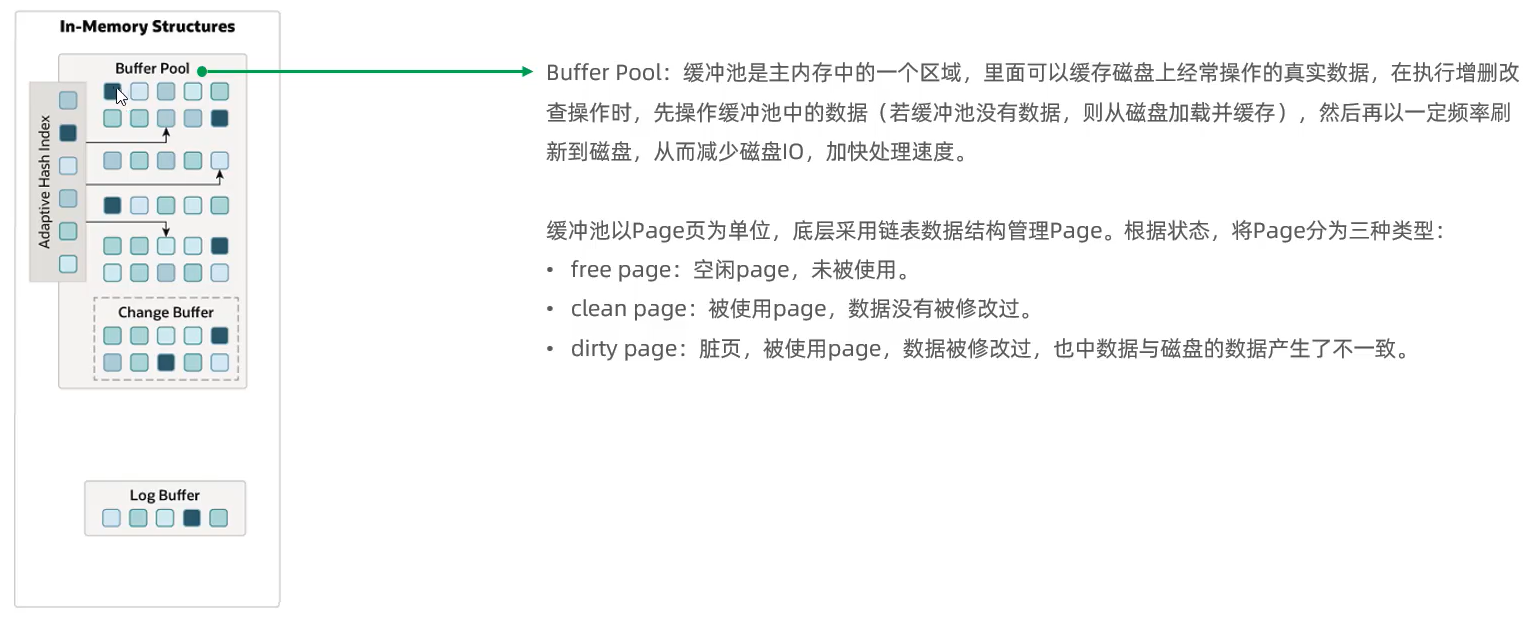 In-Memory Structures
Buffer Pool
Adaptive Hash Index
Change Buffer
Log Buffer
Buffer Pool：缓冲池是主内存中的一个区域，里面可以缓存磁盘上经常操作的真实数据，在执行增删改
查操作时，先操作缓冲池中的数据（若缓冲池没有数据，则从磁盘加载并缓存），然后再以一定频率刷
新到磁盘，从而减少磁盘IO，加快处理速度。
缓冲池以Page页为单位，底层采用链表数据结构管理Page。根据状态，将Page分为三种类型：
• free page：空闲page，未被使用。
• clean page：被使用page，数据没有被修改过。
• dirty page：脏页，被使用page，数据被修改过，也中数据与磁盘的数据产生了不一致。